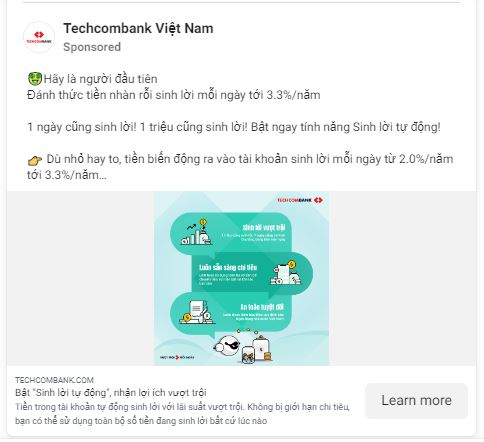 Techcombank Việt Nam
Sponsored
🤑Hãy là người đầu tiên
Đánh thức tiền nhàn rỗi sinh lời mỗi ngày tới 3.3%/năm
1 ngày cũng sinh lời! 1 triệu cũng sinh lời! Bật ngay tính năng Sinh lời tự động!
👉 Dù nhỏ hay to, tiền biến động ra vào tài khoản sinh lời mỗi ngày từ 2.0%/năm
tới 3.3%/năm...
TECHCOMBANK
TECHCOMBANK
Sinh lời vượt trội
Luôn sẵn sàng chi tiêu
An toàn tuyệt đối
TECHCOMBANK.COM
Bật "Sinh lời tự động", nhận lợi ích vượt trội
Tiền trong tài khoản tự động sinh lời với lãi suất vượt trội. Không bị giới hạn chi tiêu,
bạn có thể sử dụng toàn bộ số tiền đang sinh lời bất cứ lúc nào
Learn more